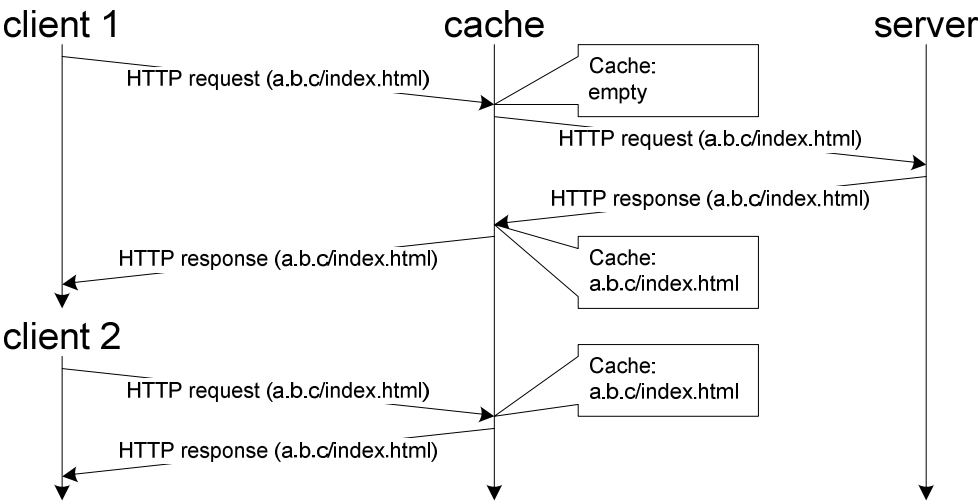 client 1
cache
server
HTTP request (a.b.c/index.html)
Cache:
empty
HTTP request (a.b.c/index.html)
HTTP response (a.b.c/index.html)
HTTP response (a.b.c/index.html)
Cache:
a.b.c/index.html
client 2
HTTP request (a.b.c/index.html)
Cache:
a.b.c/index.html
HTTP response (a.b.c/index.html)